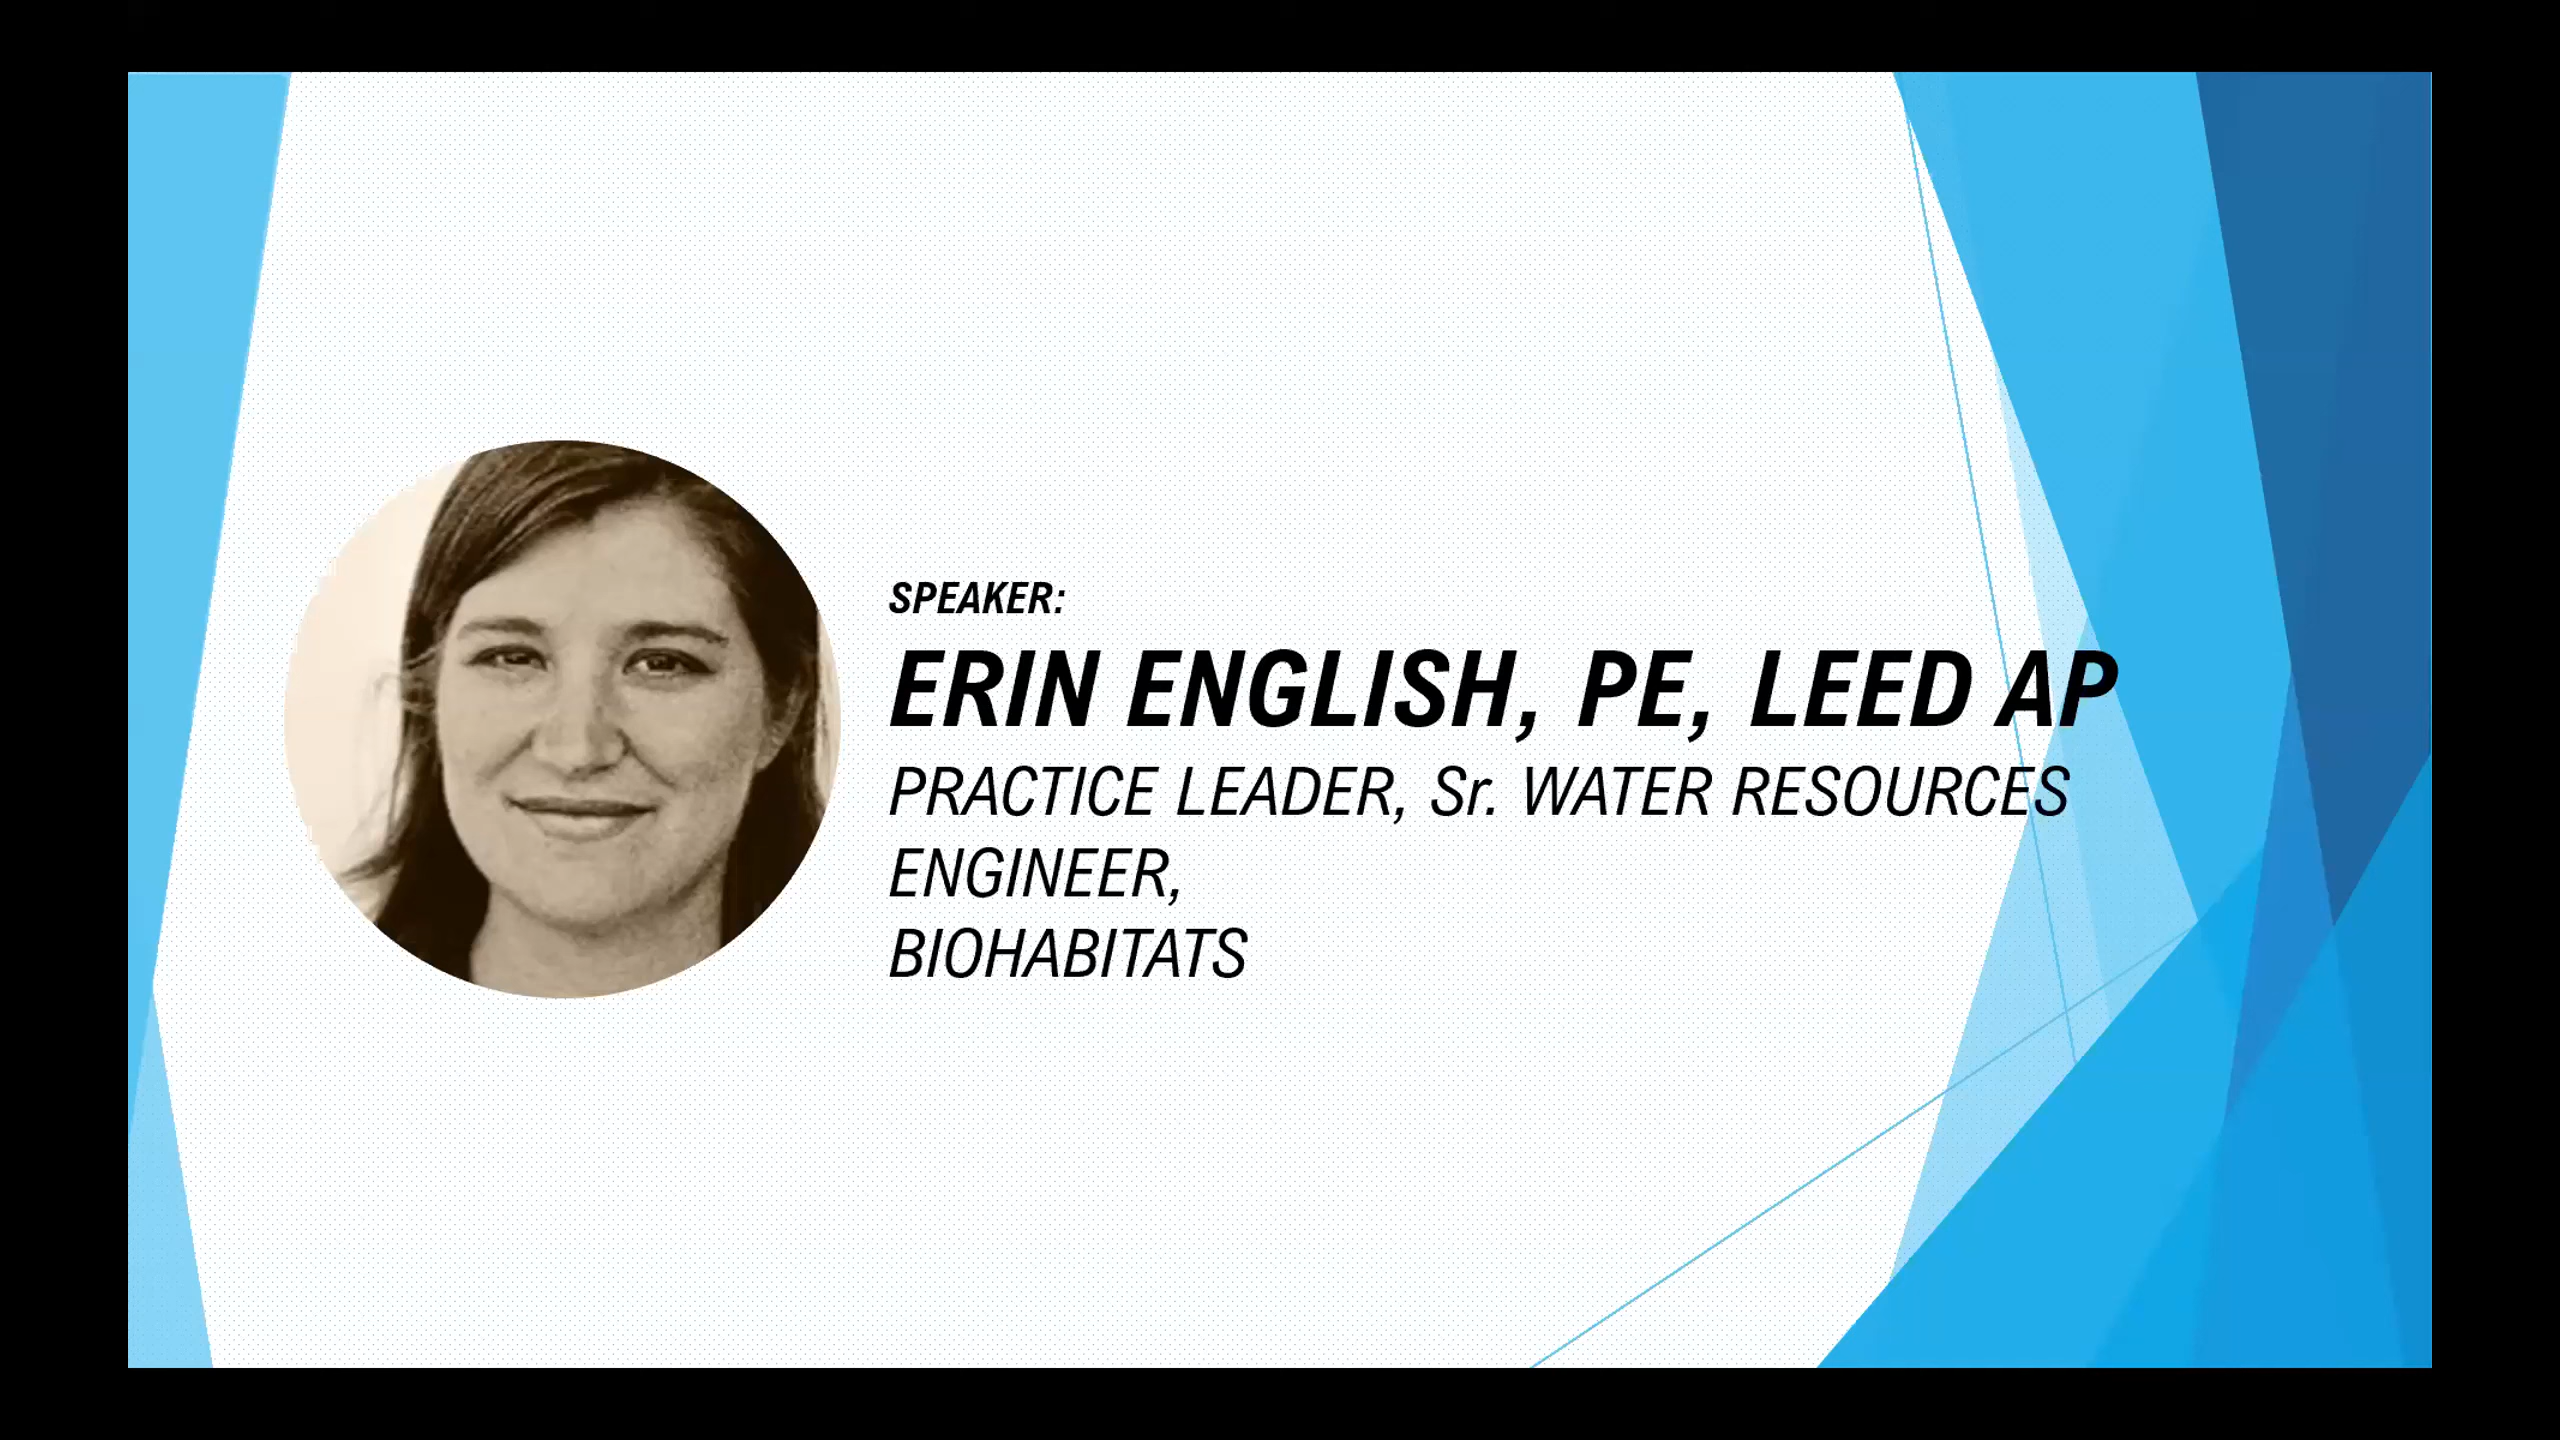 SPEAKER:
ERIN ENGLISH, PE, LEED AP
PRACTICE LEADER, Sr. WATER RESOURCES
ENGINEER,
BIOHABITATS